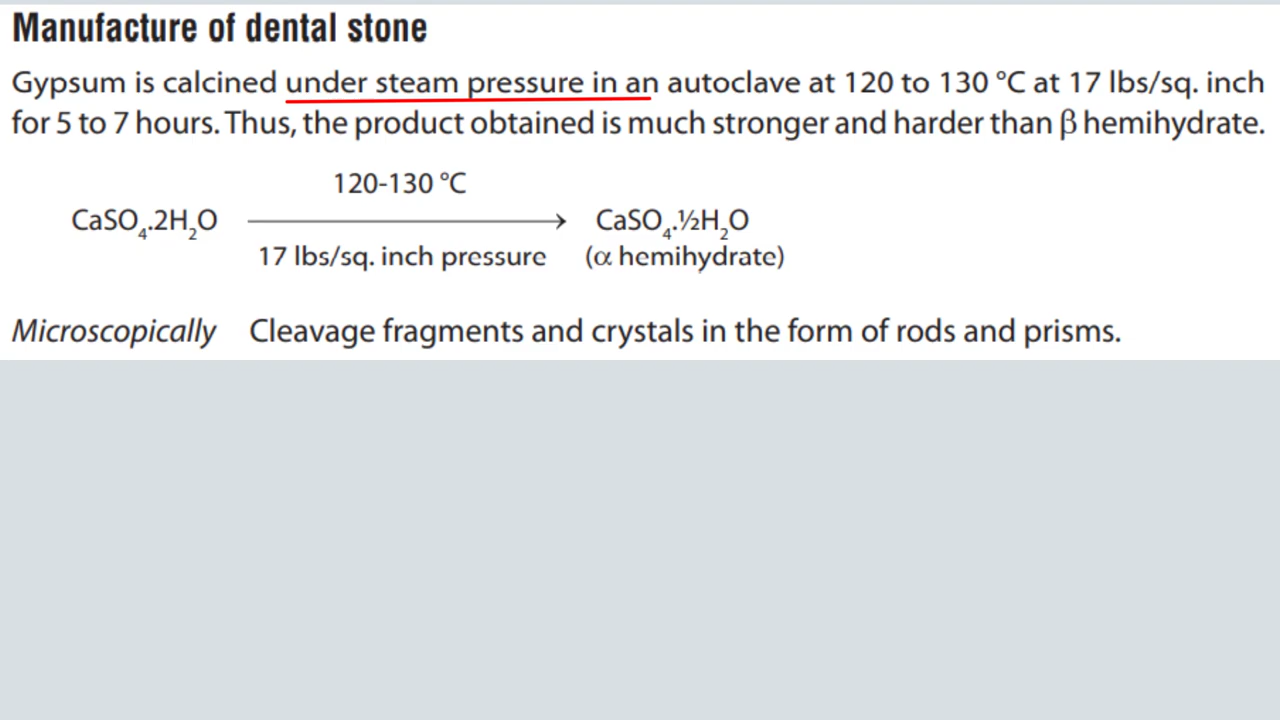 Manufacture of dental stone
Gypsum is calcined under steam pressure in an autoclave at 120 to 130 °C at 17 lbs/sq. inch
for 5 to 7 hours. Thus, the product obtained is much stronger and harder than β hemihydrate.
120-130 °C
CaSO₄.2H₂O ⟶ CaSO₄.½H₂O
17 lbs/sq. inch pressure (α hemihydrate)
Microscopically Cleavage fragments and crystals in the form of rods and prisms.